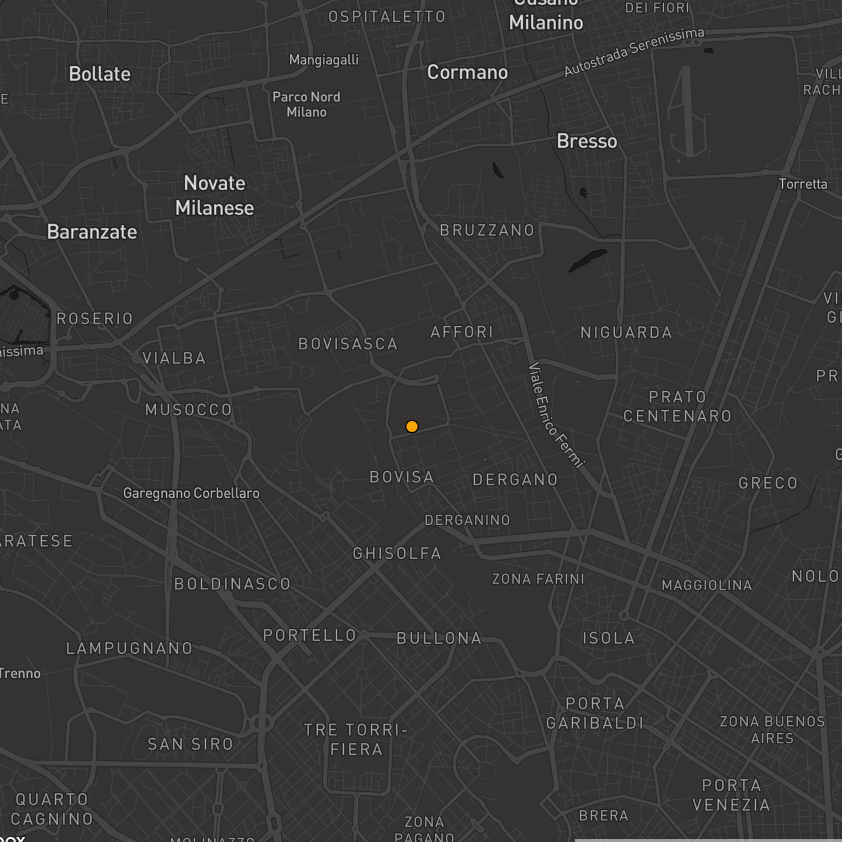 Cusano
Milanino
OSPITALETTO
DEI FIORI
Autostrada Serenissima
Mangiagalli
Bollate
Cormano
VILL
RACH
E
Parco Nord
Milano
Bresso
Novate
Milanese
Torretta
Baranzate
BRUZZANO
ROSERIO
VI
GI
AFFORI
NIGUARDA
BOVISASCA
nissima
VIALBA
PR
Viale Enrico Fermi
PRATO
CENTENARO
NA
ATA
MUSOCCO
G
BOVISA
DERGANO
GRECO
Garegnano Corbellaro
DERGANINO
ARATESE
GHISOLFA
ZONA FARINI
MAGGIOLINA
NOLO
BOLDINASCO
PORTELLO
BULLONA
ISOLA
LAMPUGNANO
Trenno
PORTA
GARIBALDI
ZONA BUENOS
AIRES
TRE TORRI-
FIERA
SAN SIRO
PORTA
VENEZIA
QUARTO
CAGNINO
BRERA
ZONA
PAGANO
MOLINAZZO
OX